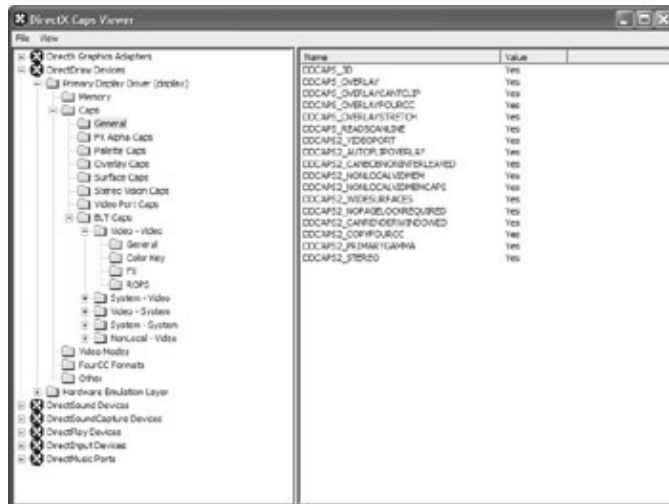 DirectX Caps Viewer
File View
DirectX Graphics Adapters
DirectDraw Devices
Primary Display Driver (display)
Memory
Caps
General
FX Alpha Caps
Palette Caps
Overlay Caps
Surface Caps
Stereo Vision Caps
Video Port Caps
BLT Caps
Video - Video
General
Color Key
FX
ROPS
System - Video
Video - System
System - System
NonLocal - Video
Video Modes
FourCC Formats
Other
Hardware Emulation Layer
DirectSound Devices
DirectSoundCapture Devices
DirectPlay Devices
DirectInput Devices
DirectMusic Ports
Name Value
DDCAPS_3D Yes
DDCAPS_OVERLAY Yes
DDCAPS_OVERLAYCANTCLIP Yes
DDCAPS_OVERLAYFOURCC Yes
DDCAPS_OVERLAYSTRETCH Yes
DDCAPS_READSCANLINE Yes
DDCAPS2_VIDEOPORT Yes
DDCAPS2_AUTOFLIPOVERLAY Yes
DDCAPS2_CANBOBNONINTERLEAVED Yes
DDCAPS2_NONLOCALVIDMEM Yes
DDCAPS2_NONLOCALVIDMEMCAPS Yes
DDCAPS2_WIDESURFACES Yes
DDCAPS2_NOPAGELOCKREQUIRED Yes
DDCAPS2_CANRENDERWINDOWED Yes
DDCAPS2_COPYFOURCC Yes
DDCAPS2_PRIMARYGAMMA Yes
DDCAPS2_STEREO Yes